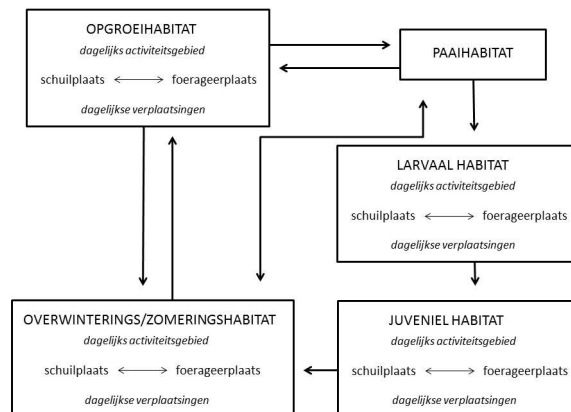 OPGROEIHABITAT
dagelijks activiteitsgebied
schuilplaats foerageerplaats
dagelijkse verplaatsingen
PAAIHABITAT
LARVAAL HABITAT
dagelijks activiteitsgebied
schuilplaats foerageerplaats
dagelijkse verplaatsingen
OVERWINTERINGS/ZOMERINGSHABITAT
dagelijks activiteitsgebied
schuilplaats foerageerplaats
dagelijkse verplaatsingen
JUVENIEL HABITAT
dagelijks activiteitsgebied
schuilplaats foerageerplaats
dagelijkse verplaatsingen